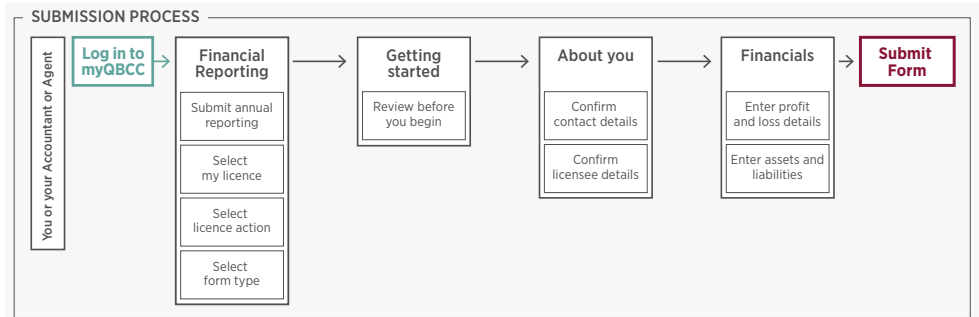 SUBMISSION PROCESS
You or your Accountant or Agent
Log in to
myQBCC
Financial
Reporting
Submit annual
reporting
Select
my licence
Select
licence action
Select
form type
Getting
started
Review before
you begin
About you
Confirm
contact details
Confirm
licensee details
Financials
Enter profit
and loss details
Enter assets and
liabilities
Submit
Form